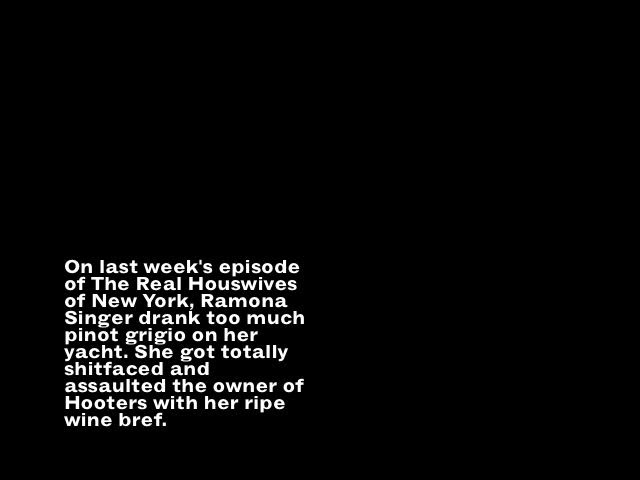 On last week's episode
of The Real Houswives
of New York, Ramona
Singer drank too much
pinot grigio on her
yacht. She got totally
shitfaced and
assaulted the owner of
Hooters with her ripe
wine bref.